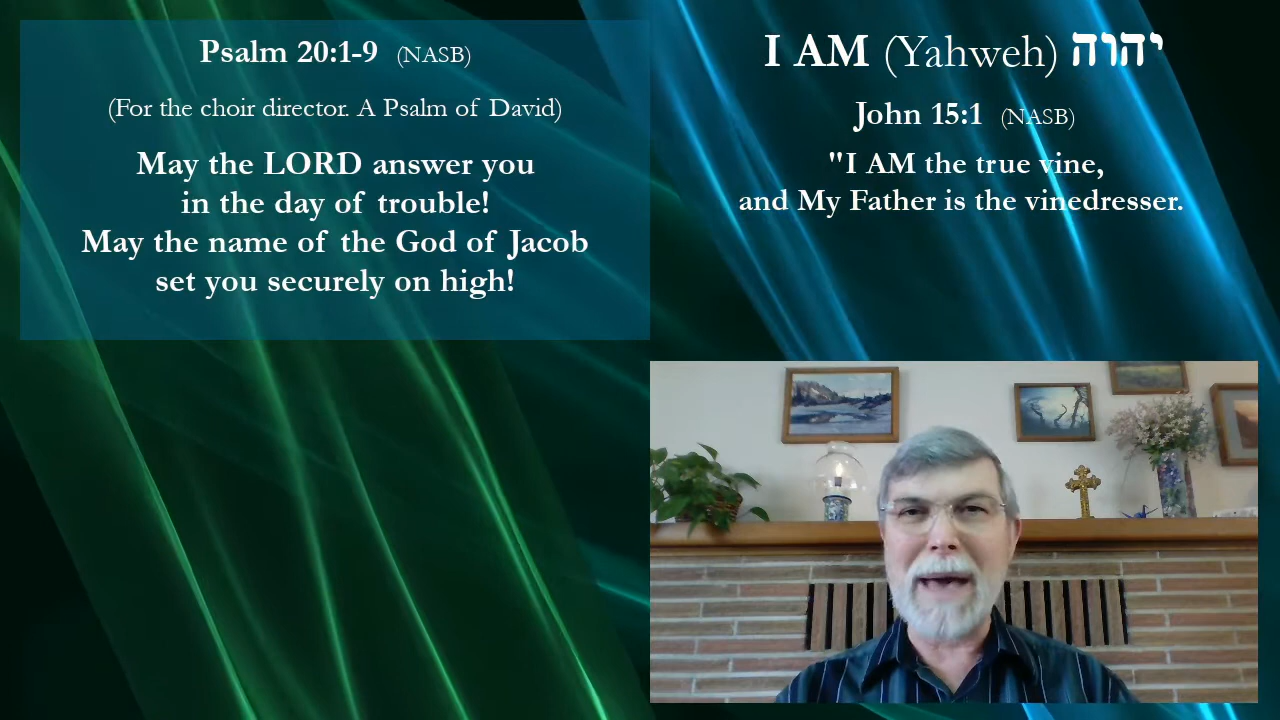 Psalm 20:1-9 (NASB)
(For the choir director. A Psalm of David)
May the LORD answer you
in the day of trouble!
May the name of the God of Jacob
set you securely on high!
I AM (Yahweh) יהוה
John 15:1 (NASB)
"I AM the true vine,
and My Father is the vinedresser.